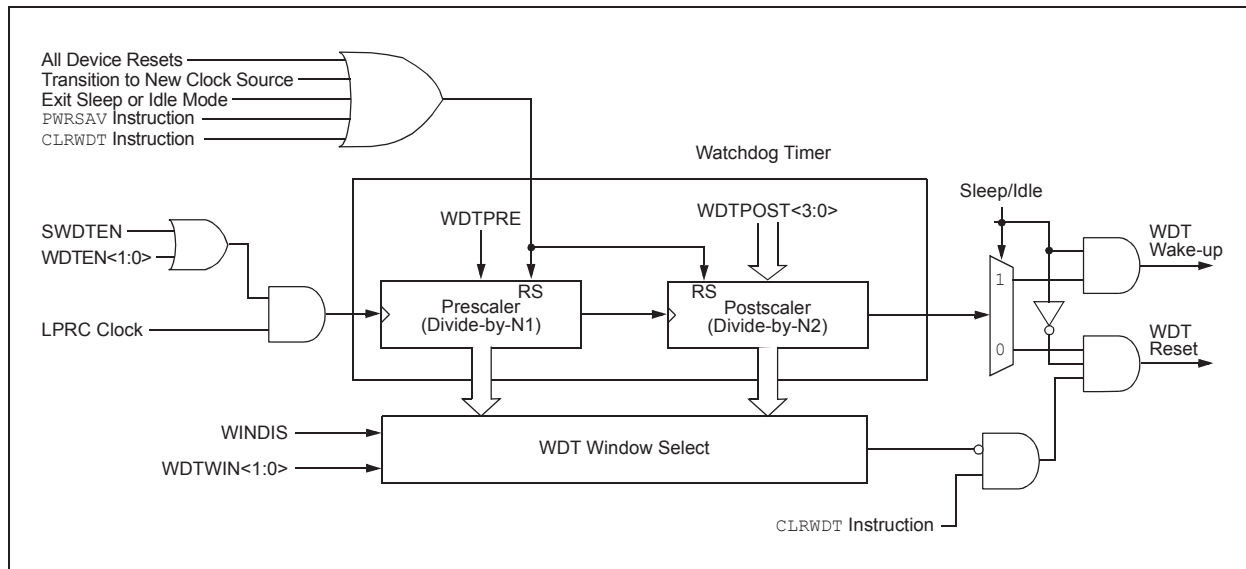 All Device Resets
Transition to New Clock Source
Exit Sleep or Idle Mode
PWRSAV Instruction
CLRWDT Instruction
Watchdog Timer
Sleep/Idle
SWDTEN
WDTEN<1:0>
WDTPRE
WDTPOST<3:0>
WDT
Wake-up
RS
RS
1
Prescaler
(Divide-by-N1)
Postscaler
(Divide-by-N2)
LPRC Clock
0
WDT
Reset
WINDIS
WDTWIN<1:0>
WDT Window Select
CLRWDT Instruction